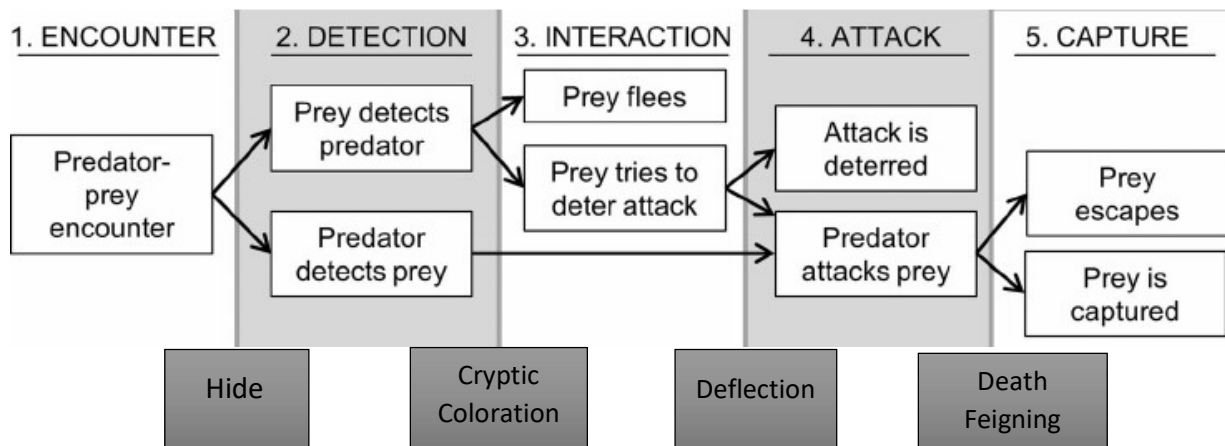 1. ENCOUNTER
2. DETECTION
3. INTERACTION
4. ATTACK
5. CAPTURE
Predator-
prey
encounter
Prey detects
predator
Predator
detects prey
Prey flees
Prey tries to
deter attack
Attack is
deterred
Predator
attacks prey
Prey
escapes
Prey is
captured
Hide
Cryptic
Coloration
Deflection
Death
Feigning